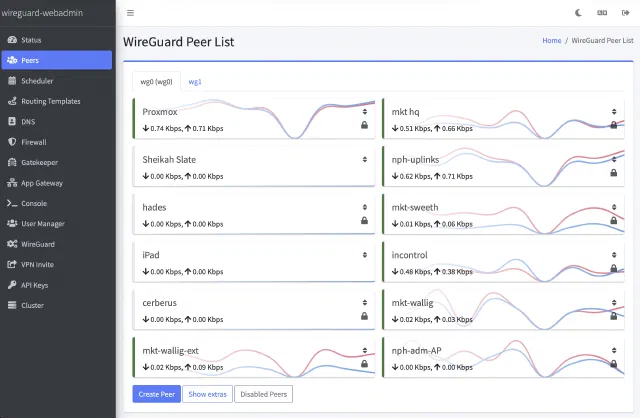 wireguard-webadmin
Status
Peers
Scheduler
Routing Templates
DNS
Firewall
Gatekeeper
App Gateway
Console
User Manager
WireGuard
VPN Invite
API Keys
Cluster
WireGuard Peer List
Home / WireGuard Peer List
wg0 (wg0) wg1
Proxmox
0.74 Kbps, 0.71 Kbps
mkt hq
0.51 Kbps, 0.66 Kbps
Sheikah Slate
0.00 Kbps, 0.00 Kbps
nph-uplinks
0.62 Kbps, 0.71 Kbps
hades
0.00 Kbps, 0.00 Kbps
mkt-sweeth
0.01 Kbps, 0.06 Kbps
iPad
0.00 Kbps, 0.00 Kbps
incontrol
0.48 Kbps, 0.38 Kbps
cerberus
0.00 Kbps, 0.00 Kbps
mkt-wallig
0.02 Kbps, 0.03 Kbps
mkt-wallig-ext
0.02 Kbps, 0.09 Kbps
nph-adm-AP
0.00 Kbps, 0.00 Kbps
Create Peer Show extras Disabled Peers